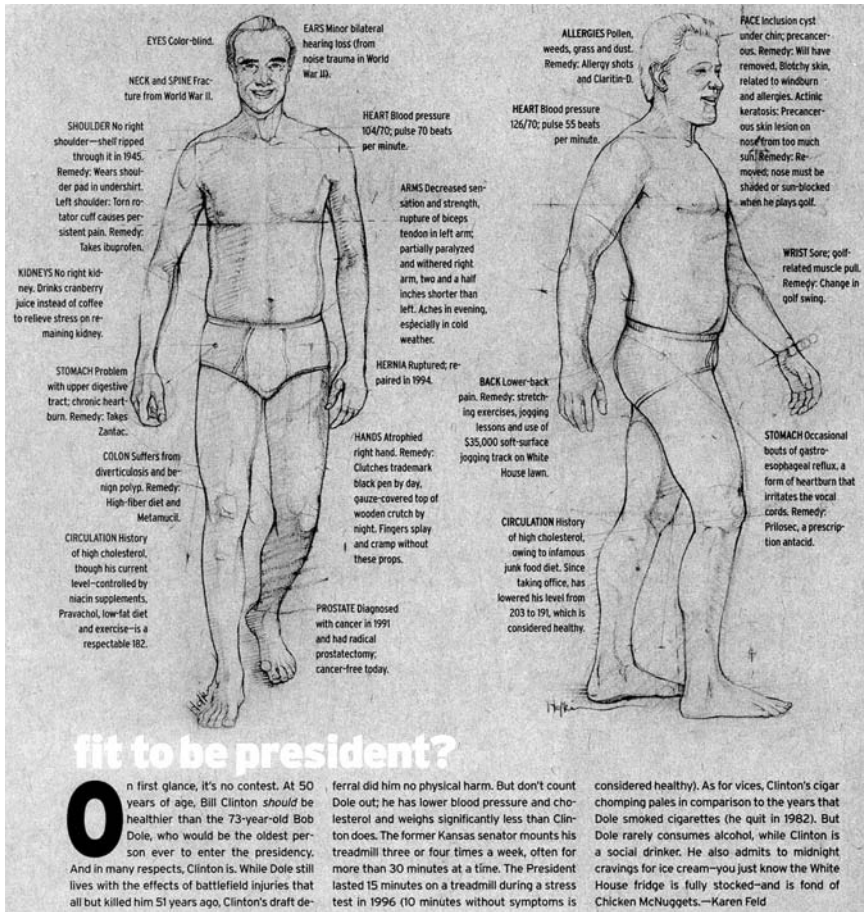 EYES Color-blind.
EARS Minor bilateral
hearing loss (from
noise trauma in World
War II).
NECK and SPINE Frac-
ture from World War II.
SHOULDER No right
shoulder—shell ripped
through it in 1945.
Remedy: Wears shoul-
der pad in undershirt.
Left shoulder: Torn ro-
tator cuff causes per-
sistent pain. Remedy:
Takes ibuprofen.
HEART Blood pressure
104/70; pulse 70 beats
per minute.
ARMS Decreased sen-
sation and strength,
rupture of biceps
tendon in left arm;
partially paralyzed
and withered right
arm, two and a half
inches shorter than
left. Aches in evening,
especially in cold
weather.
KIDNEYS No right kid-
ney. Drinks cranberry
juice instead of coffee
to relieve stress on re-
maining kidney.
HERNIA Ruptured; re-
paired in 1994.
STOMACH Problem
with upper digestive
tract; chronic heart-
burn. Remedy: Takes
Zantac.
HANDS Atrophied
right hand. Remedy:
Clutches trademark
black pen by day,
gauze-covered top of
wooden crutch by
night. Fingers splay
and cramp without
these props.
COLON Suffers from
diverticulosis and be-
nign polyp. Remedy:
High-fiber diet and
Metamucil.
CIRCULATION History
of high cholesterol,
though his current
level—controlled by
niacin supplements,
Pravachol, low-fat diet
and exercise—is a
respectable 182.
PROSTATE Diagnosed
with cancer in 1991
and had radical
prostatectomy;
cancer-free today.
ALLERGIES Pollen,
weeds, grass and dust.
Remedy: Allergy shots
and Claritin-D.
FACE Inclusion cyst
under chin; precancer-
ous. Remedy: Will have
removed. Blotchy skin,
related to windburn
and allergies. Actinic
keratosis: Precancer-
ous skin lesion on
nose from too much
sun. Remedy: Re-
moved; nose must be
shaded or sun-blocked
when he plays golf.
HEART Blood pressure
126/70; pulse 55 beats
per minute.
WRIST Sore; golf-
related muscle pull.
Remedy: Change in
golf swing.
BACK Lower-back
pain. Remedy: stretch-
ing exercises, jogging
lessons and use of
$35,000 soft-surface
jogging track on White
House lawn.
STOMACH Occasional
bouts of gastro-
esophageal reflux, a
form of heartburn that
irritates the vocal
cords. Remedy:
Prilosec, a prescrip-
tion antacid.
CIRCULATION History
of high cholesterol,
owing to infamous
junk food diet. Since
taking office, has
lowered his level from
203 to 191, which is
considered healthy.
fit to be president?
On first glance, it's no contest. At 50
years of age, Bill Clinton should be
healthier than the 73-year-old Bob
Dole, who would be the oldest per-
son ever to enter the presidency.
And in many respects, Clinton is. While Dole still
lives with the effects of battlefield injuries that
all but killed him 51 years ago, Clinton's draft de-
ferral did him no physical harm. But don't count
Dole out; he has lower blood pressure and cho-
lesterol and weighs significantly less than Clin-
ton does. The former Kansas senator mounts his
treadmill three or four times a week, often for
more than 30 minutes at a time. The President
lasted 15 minutes on a treadmill during a stress
test in 1996 (10 minutes without symptoms is
considered healthy). As for vices, Clinton's cigar
chomping pales in comparison to the years that
Dole smoked cigarettes (he quit in 1982). But
Dole rarely consumes alcohol, while Clinton is
a social drinker. He also admits to midnight
cravings for ice cream—you just know the White
House fridge is fully stocked—and is fond of
Chicken McNuggets.—Karen Feld